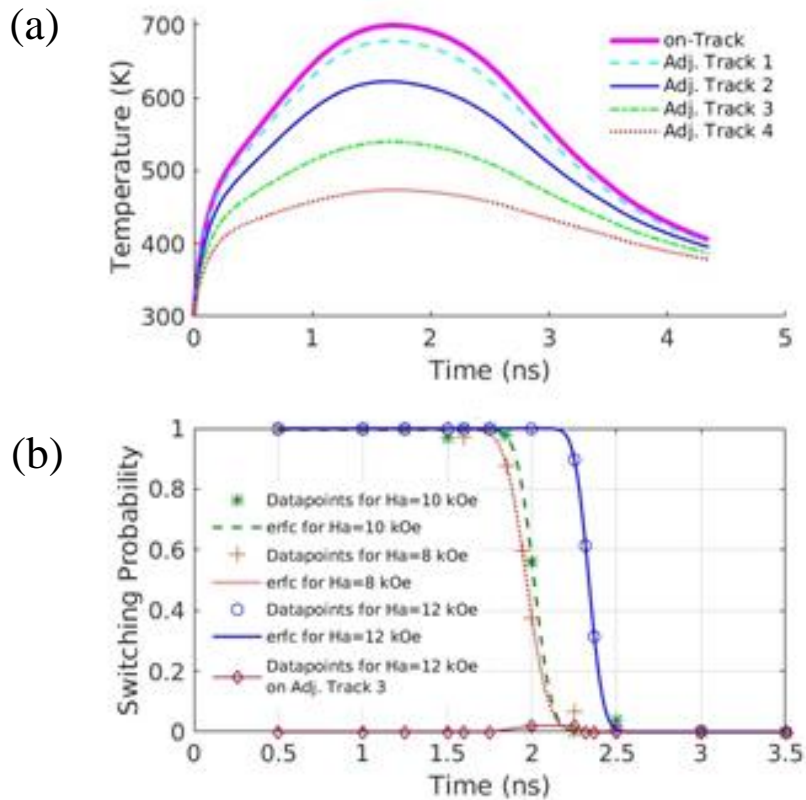 (a)
700
600
500
400
300
Temperature (K)
on-Track
Adj. Track 1
Adj. Track 2
Adj. Track 3
Adj. Track 4
0 1 2 3 4 5
Time (ns)
(b)
1
0.8
0.6
0.4
0.2
0
Switching Probability
Datapoints for Ha=10 kOe
erfc for Ha=10 kOe
Datapoints for Ha=8 kOe
erfc for Ha=8 kOe
Datapoints for Ha=12 kOe
erfc for Ha=12 kOe
Datapoints for Ha=12 kOe
on Adj. Track 3
0 0.5 1 1.5 2 2.5 3 3.5
Time (ns)